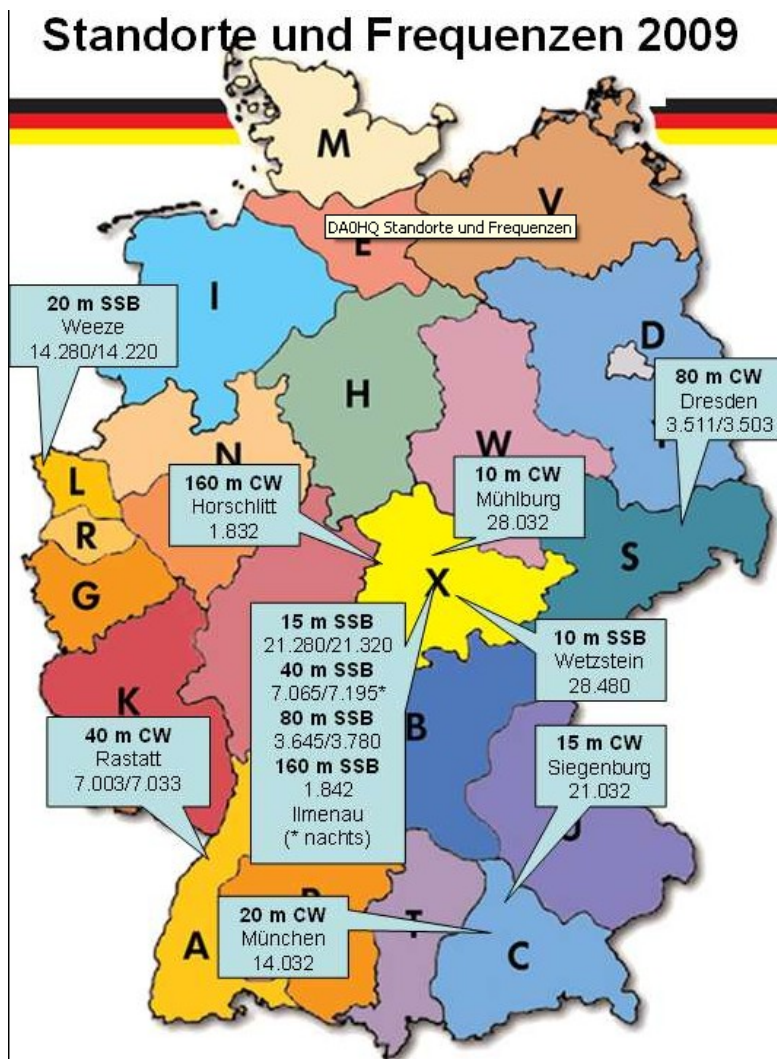 Standorte und Frequenzen 2009
M
V
DA0HQ Standorte und Frequenzen
E
I
20 m SSB
Weeze
14.280/14.220
D
H
80 m CW
Dresden
3.511/3.503
W
N
L
160 m CW
Horschlitt
1.832
10 m CW
Mühlburg
28.032
R
S
G
X
15 m SSB
21.280/21.320
40 m SSB
7.065/7.195*
80 m SSB
3.645/3.780
160 m SSB
1.842
Ilmenau
(* nachts)
10 m SSB
Wetzstein
28.480
K
B
40 m CW
Rastatt
7.003/7.033
15 m CW
Siegenburg
21.032
A
T
20 m CW
München
14.032
C